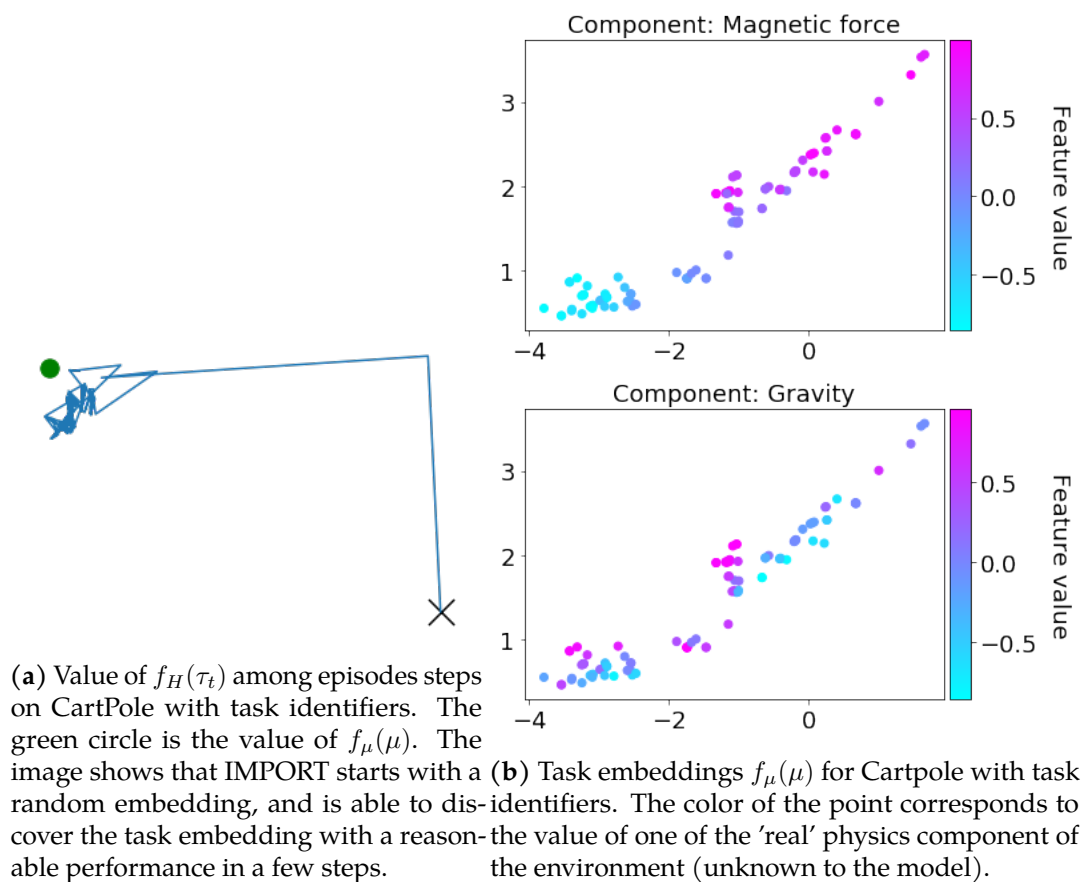 Component: Magnetic force
3
2
1
−4
−2
0
0.5
0.0
−0.5
Feature value
Component: Gravity
3
2
1
−4
−2
0
0.5
0.0
−0.5
Feature value
(a) Value of f_H(τ_t) among episodes steps
on CartPole with task identifiers. The
green circle is the value of f_μ(μ). The
image shows that IMPORT starts with a
random embedding, and is able to dis-
cover the task embedding with a reason-
able performance in a few steps.
(b) Task embeddings f_μ(μ) for Cartpole with task
identifiers. The color of the point corresponds to
the value of one of the 'real' physics component of
the environment (unknown to the model).